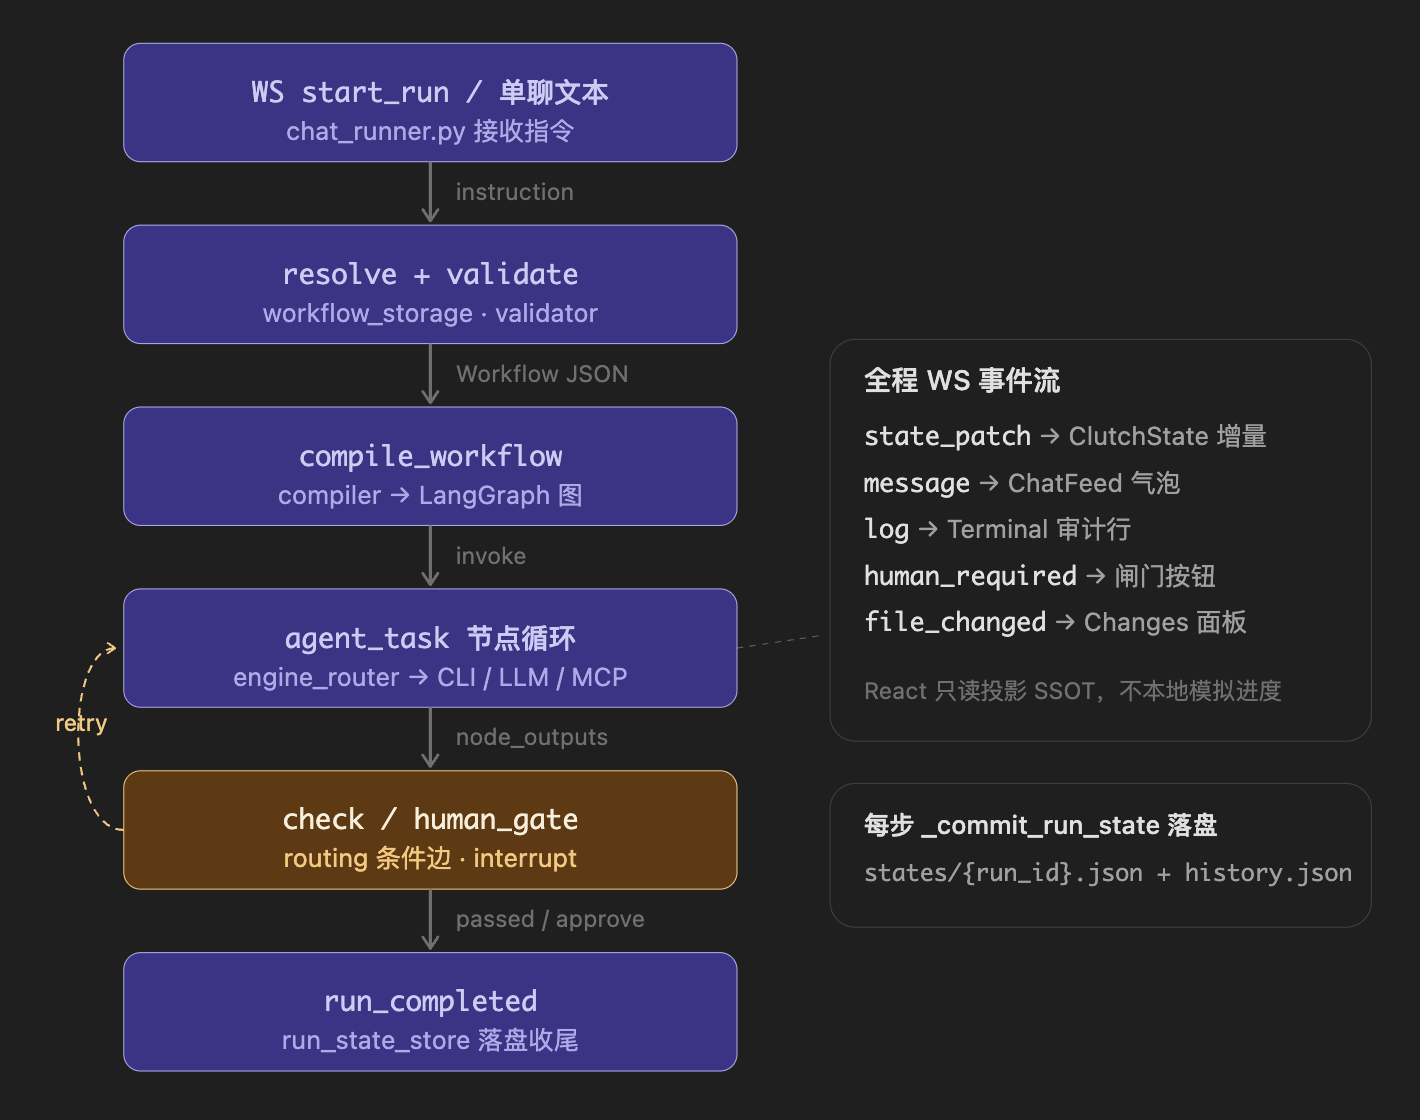 WS start_run / 单聊文本
chat_runner.py 接收指令
instruction
resolve + validate
workflow_storage · validator
Workflow JSON
compile_workflow
compiler → LangGraph 图
invoke
agent_task 节点循环
engine_router → CLI / LLM / MCP
retry
node_outputs
check / human_gate
routing 条件边 · interrupt
passed / approve
run_completed
run_state_store 落盘收尾
全程 WS 事件流
state_patch → ClutchState 增量
message → ChatFeed 气泡
log → Terminal 审计行
human_required → 闸门按钮
file_changed → Changes 面板
React 只读投影 SSOT，不本地模拟进度
每步 _commit_run_state 落盘
states/{run_id}.json + history.json